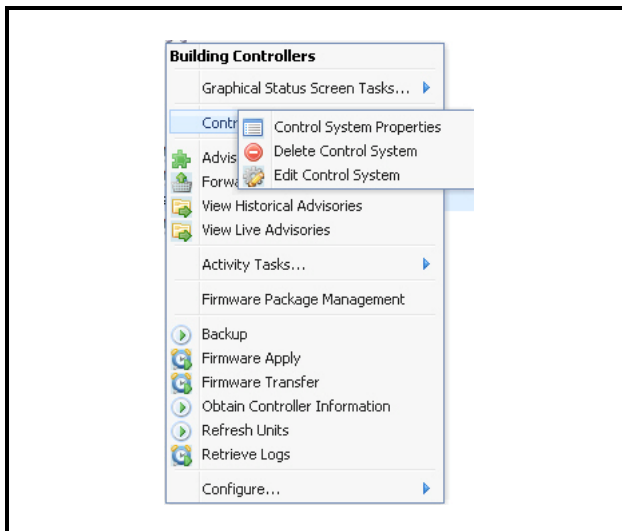 Building Controllers
Graphical Status Screen Tasks...
Contr
Control System Properties
Delete Control System
Edit Control System
Advis
Forwa
View Historical Advisories
View Live Advisories
Activity Tasks...
Firmware Package Management
Backup
Firmware Apply
Firmware Transfer
Obtain Controller Information
Refresh Units
Retrieve Logs
Configure...